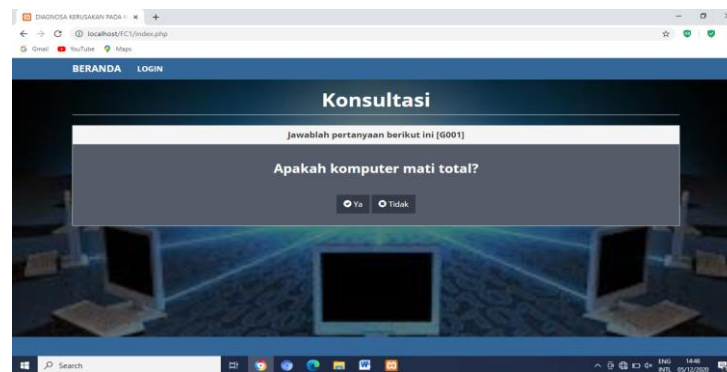 DIAGNOSA KERUSAKAN PADA K
localhost/FC1/index.php
Gmail YouTube Maps
BERANDA LOGIN
Konsultasi
Jawablah pertanyaan berikut ini [G001]
Apakah komputer mati total?
Ya Tidak
Search
ENG 14:46
INTL 05/12/2020